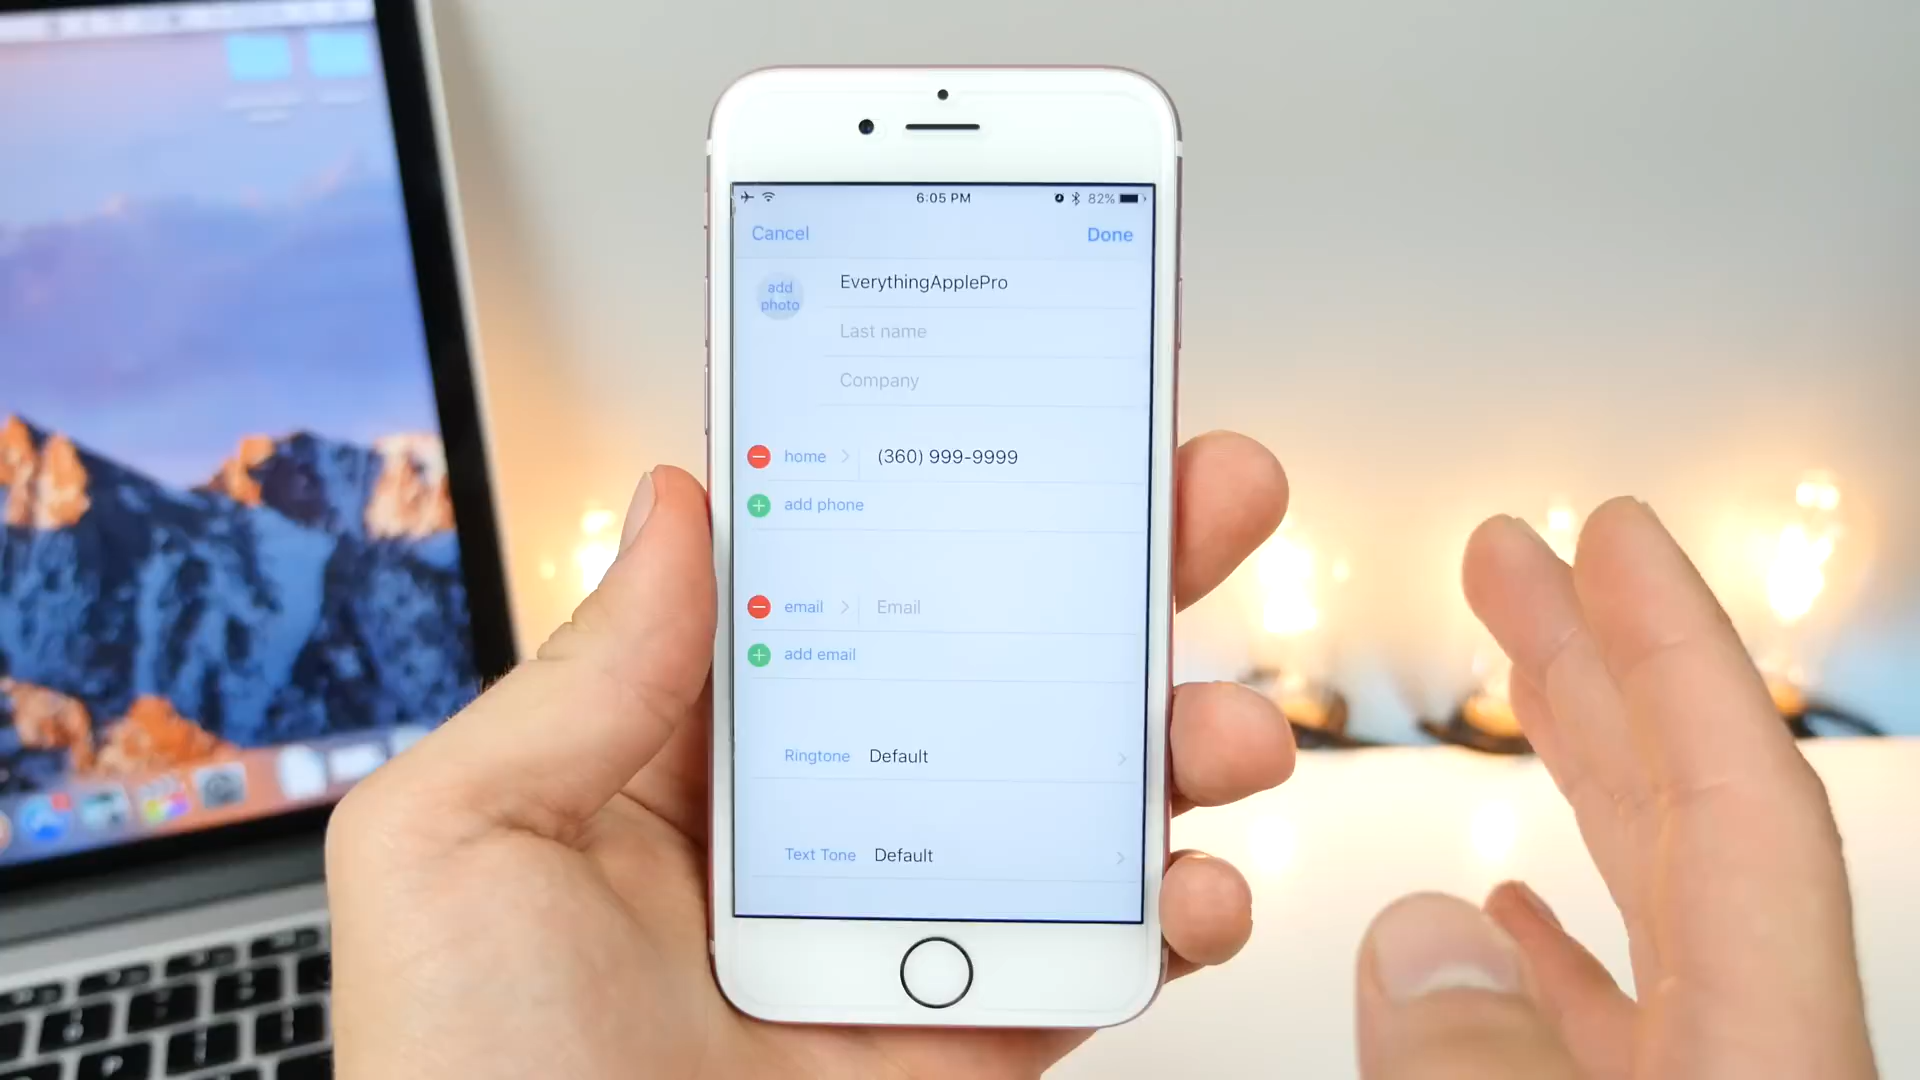 6:05 PM
82%
Cancel
Done
add
photo
EverythingApplePro
Last name
Company
home
(360) 999-9999
add phone
email
Email
add email
Ringtone
Default
Text Tone
Default